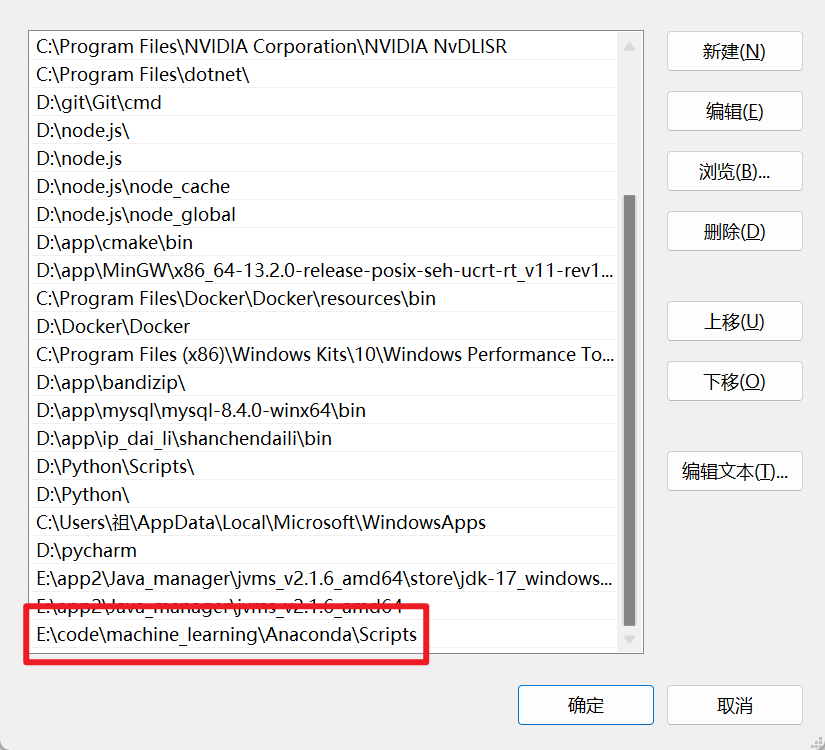 C:\Program Files\NVIDIA Corporation\NVIDIA NvDLISR
C:\Program Files\dotnet\
D:\git\Git\cmd
D:\node.js\
D:\node.js
D:\node.js\node_cache
D:\node.js\node_global
D:\app\cmake\bin
D:\app\MinGW\x86_64-13.2.0-release-posix-seh-ucrt-rt_v11-rev1...
C:\Program Files\Docker\Docker\resources\bin
D:\Docker\Docker
C:\Program Files (x86)\Windows Kits\10\Windows Performance To...
D:\app\bandizip\
D:\app\mysql\mysql-8.4.0-winx64\bin
D:\app\ip_dai_li\shanchendaili\bin
D:\Python\Scripts\
D:\Python\
C:\Users\祖\AppData\Local\Microsoft\WindowsApps
D:\pycharm
E:\app2\Java_manager\jvms_v2.1.6_amd64\store\jdk-17_windows...
E:\app2\Java_manager\jvms_v2.1.6_amd64
E:\code\machine_learning\Anaconda\Scripts
新建(N)
编辑(E)
浏览(B)...
删除(D)
上移(U)
下移(O)
编辑文本(T)...
确定
取消